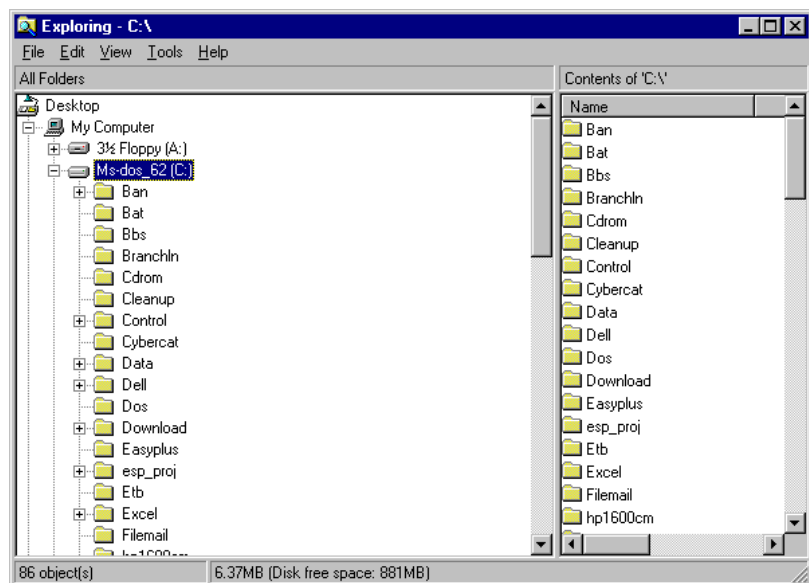 Exploring - C:\
File Edit View Tools Help
All Folders
Contents of 'C:\'
Desktop
My Computer
3½ Floppy (A:)
Ms-dos_62 (C:)
Ban
Bat
Bbs
BranchIn
Cdrom
Cleanup
Control
Cybercat
Data
Dell
Dos
Download
Easyplus
esp_proj
Etb
Excel
Filemail
hp1600cm
Name
Ban
Bat
Bbs
BranchIn
Cdrom
Cleanup
Control
Cybercat
Data
Dell
Dos
Download
Easyplus
esp_proj
Etb
Excel
Filemail
hp1600cm
86 object(s)
6.37MB (Disk free space: 881MB)